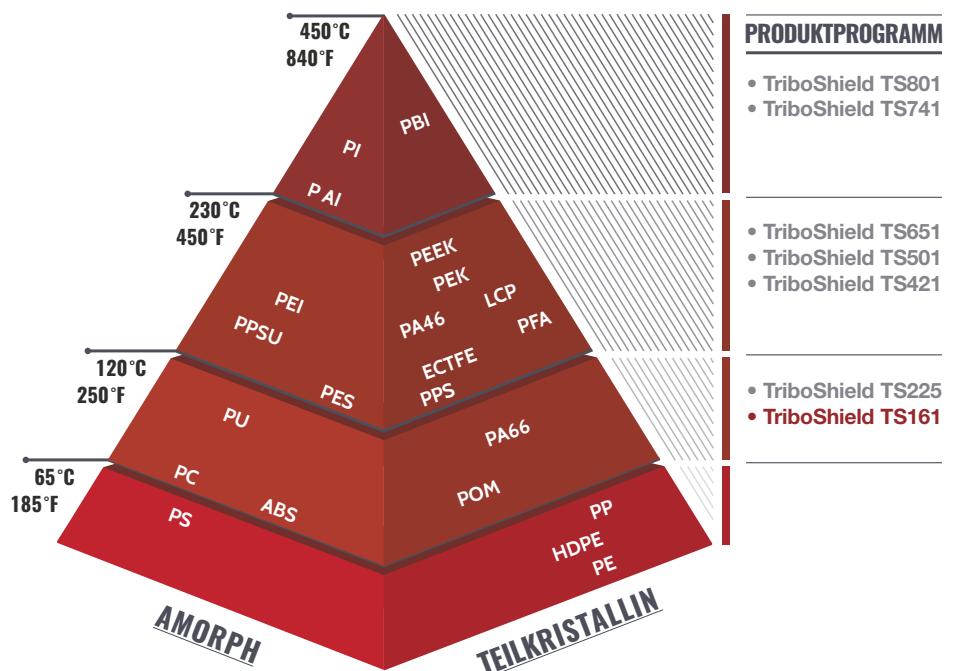 450°C
840°F
PRODUKTPROGRAMM
• TriboShield TS801
• TriboShield TS741
PBI
PI
P AI
230°C
450°F
• TriboShield TS651
• TriboShield TS501
• TriboShield TS421
PEEK
PEK
LCP
PEI
PA46
PFA
PPSU
ECTFE
PPS
PES
120°C
250°F
• TriboShield TS225
• TriboShield TS161
PU
PA66
PC
POM
ABS
65°C
185°F
PS
PP
HDPE
PE
AMORPH
TEILKRISTALLIN